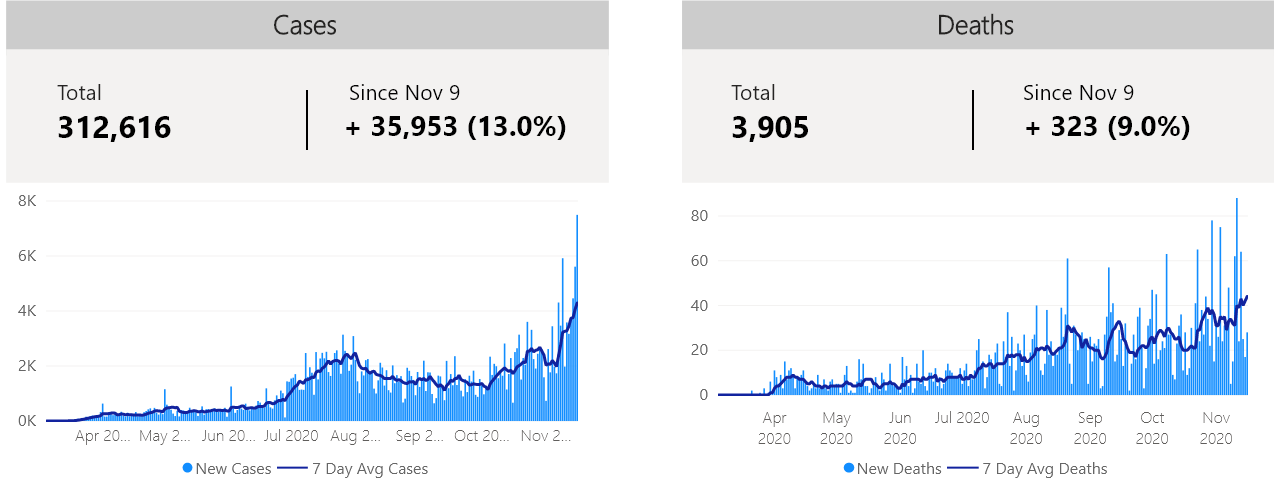 Cases
Total
312,616
Since Nov 9
+ 35,953 (13.0%)
8K
6K
4K
2K
0K
Apr 20... May 2... Jun 20... Jul 2020 Aug 2... Sep 2... Oct 20... Nov 2...
New Cases 7 Day Avg Cases
Deaths
Total
3,905
Since Nov 9
+ 323 (9.0%)
80
60
40
20
0
Apr 2020 May 2020 Jun 2020 Jul 2020 Aug 2020 Sep 2020 Oct 2020 Nov 2020
New Deaths 7 Day Avg Deaths